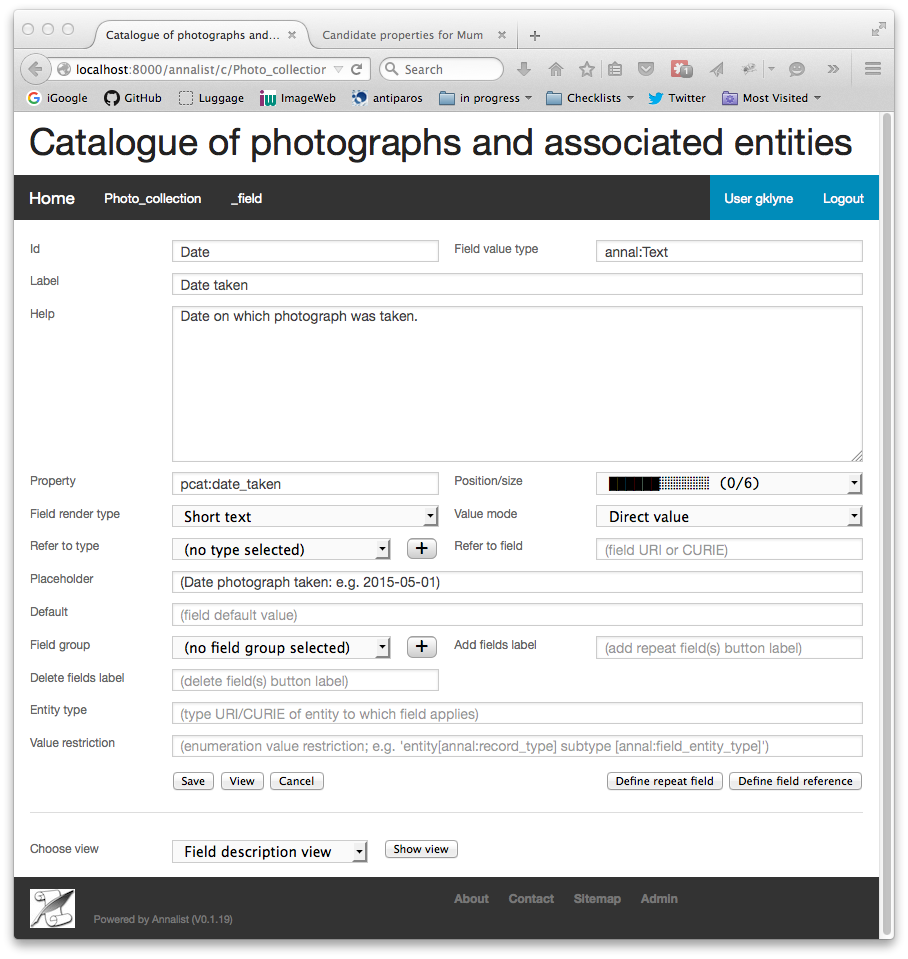 Catalogue of photographs and... × Candidate properties for Mum × +
localhost:8000/annalist/c/Photo_collection Search
iGoogle GitHub Luggage ImageWeb antiparos in progress Checklists Twitter Most Visited
Catalogue of photographs and associated entities
Home Photo_collection _field User gklyne Logout
Id Date Field value type annal:Text
Label Date taken
Help Date on which photograph was taken.
Property pcat:date_taken Position/size (0/6)
Field render type Short text Value mode Direct value
Refer to type (no type selected) + Refer to field (field URI or CURIE)
Placeholder (Date photograph taken: e.g. 2015-05-01)
Default (field default value)
Field group (no field group selected) + Add fields label (add repeat field(s) button label)
Delete fields label (delete field(s) button label)
Entity type (type URI/CURIE of entity to which field applies)
Value restriction (enumeration value restriction; e.g. 'entity[annal:record_type] subtype [annal:field_entity_type]')
Save View Cancel Define repeat field Define field reference
Choose view Field description view Show view
About Contact Sitemap Admin
Powered by Annalist (V0.1.19)